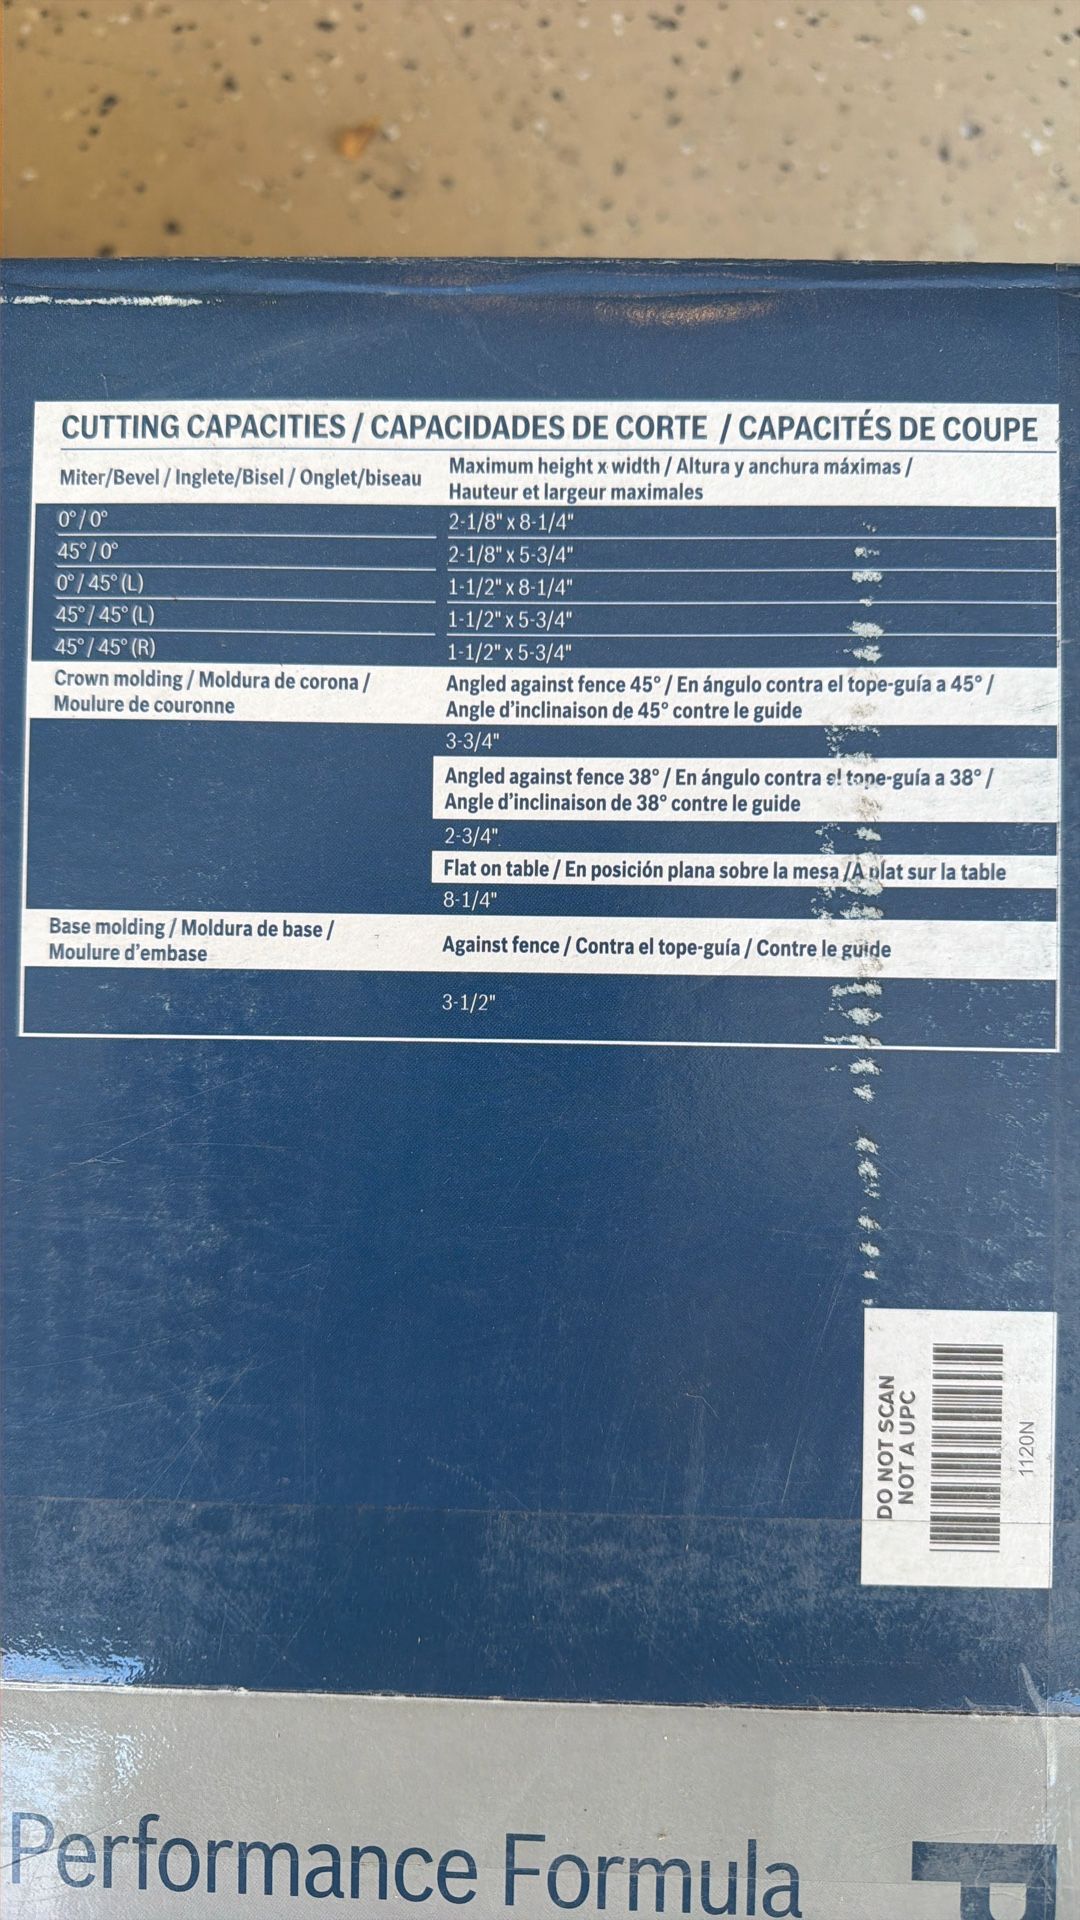 CUTTING CAPACITIES / CAPACIDADES DE CORTE / CAPACITÉS DE COUPE
Miter/Bevel / Inglete/Bisel / Onglet/biseau
Maximum height x width / Altura y anchura máximas /
Hauteur et largeur maximales
0° / 0°
2-1/8" x 8-1/4"
45° / 0°
2-1/8" x 5-3/4"
0° / 45° (L)
1-1/2" x 8-1/4"
45° / 45° (L)
1-1/2" x 5-3/4"
45° / 45° (R)
1-1/2" x 5-3/4"
Crown molding / Moldura de corona /
Moulure de couronne
Angled against fence 45° / En ángulo contra el tope-guía a 45° /
Angle d'inclinaison de 45° contre le guide
3-3/4"
Angled against fence 38° / En ángulo contra el tope-guía a 38° /
Angle d'inclinaison de 38° contre le guide
2-3/4"
Flat on table / En posición plana sobre la mesa /A plat sur la table
8-1/4"
Base molding / Moldura de base /
Moulure d'embase
Against fence / Contra el tope-guía / Contre le guide
3-1/2"
DO NOT SCAN
NOT A UPC
1120N
Performance Formula